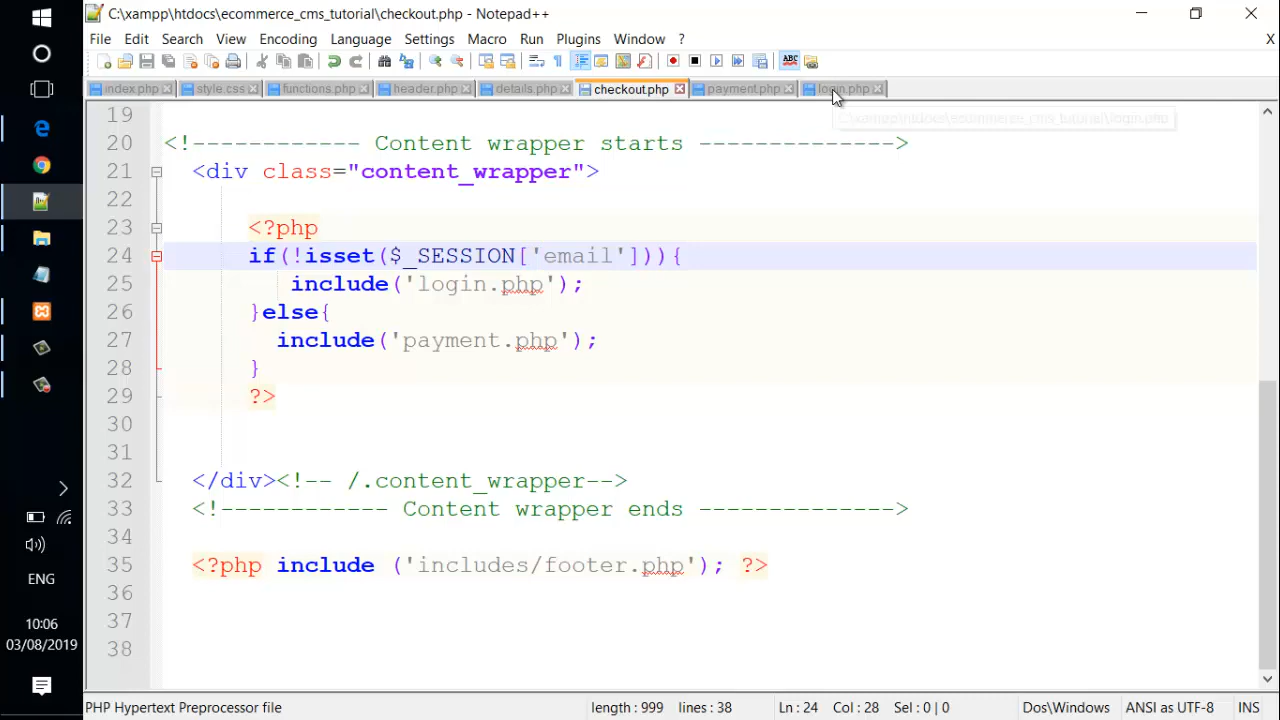 C:\xampp\htdocs\ecommerce_cms_tutorial\checkout.php - Notepad++
File Edit Search View Encoding Language Settings Macro Run Plugins Window ? X
index.php style.css functions.php header.php details.php checkout.php payment.php login.php
C:\xampp\htdocs\ecommerce_cms_tutorial\login.php
19
20 <!------------ Content wrapper starts -------------->
21 <div class="content_wrapper">
22
23 <?php
24 if(!isset($_SESSION['email'])){
25 include('login.php');
26 }else{
27 include('payment.php');
28 }
29 ?>
30
31
32 </div><!-- /.content_wrapper-->
33 <!------------ Content wrapper ends -------------->
34
35 <?php include ('includes/footer.php'); ?>
36
37
38
ENG
10:06
03/08/2019
PHP Hypertext Preprocessor file length : 999 lines : 38 Ln : 24 Col : 28 Sel : 0 | 0 Dos\Windows ANSI as UTF-8 INS